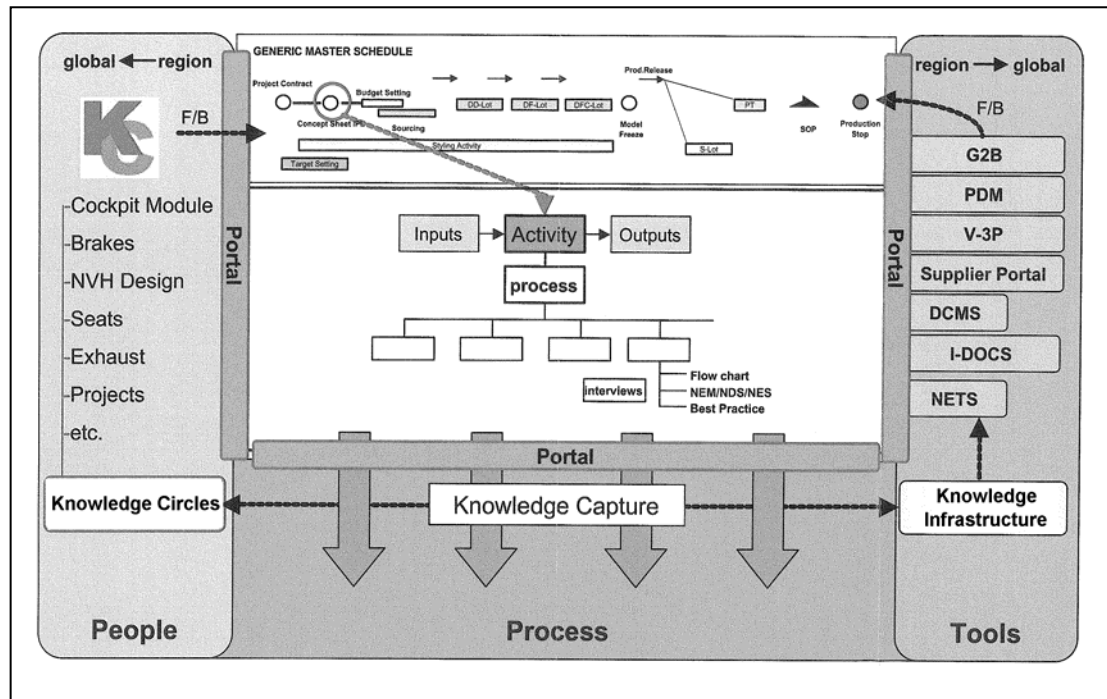 global
region
KC
F/B
Cockpit Module
Brakes
NVH Design
Seats
Exhaust
Projects
etc.
Knowledge Circles
People
Portal
GENERIC MASTER SCHEDULE
Project Contract
Budget Setting
Concept Sheet
Sourcing
DD-Lot
DF-Lot
DFC-Lot
Model
Freeze
Prod.Release
PT
S-Lot
SOP
Production
Stop
Styling Activity
Target Setting
Inputs
Activity
Outputs
process
interviews
Flow chart
NEM/NDS/NES
Best Practice
Portal
Knowledge Capture
Process
Portal
region
global
F/B
G2B
PDM
V-3P
Supplier Portal
DCMS
I-DOCS
NETS
Knowledge
Infrastructure
Tools